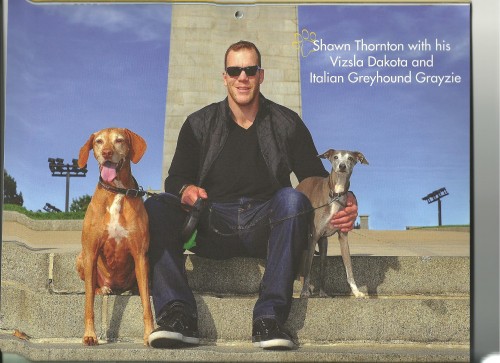 Shawn Thornton with his
Vizsla Dakota and
Italian Greyhound Grayzie